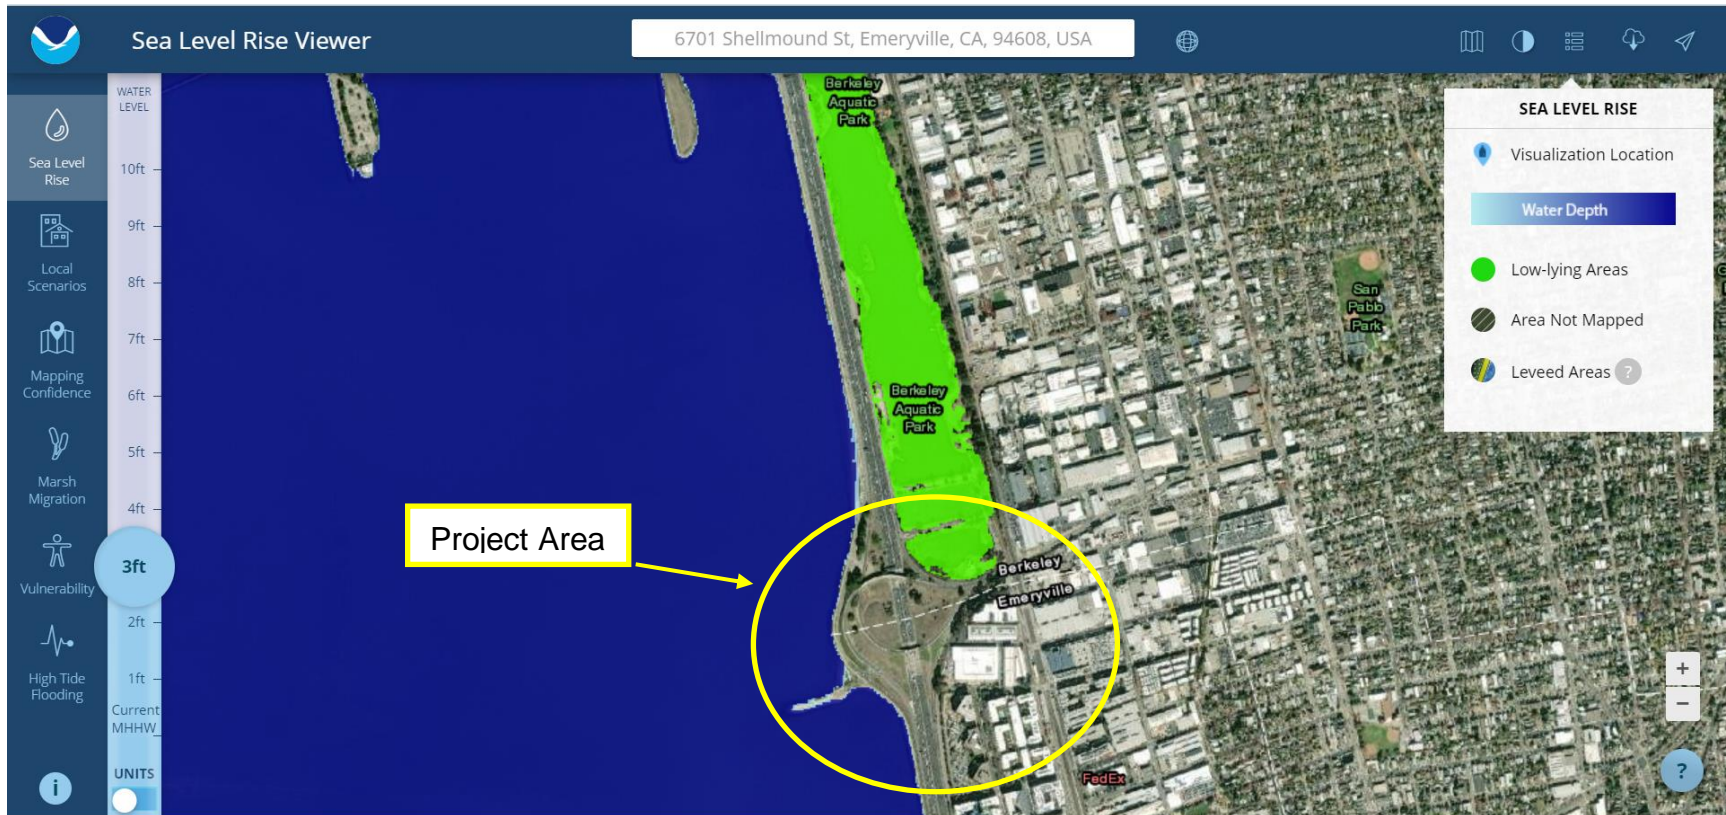 Sea Level Rise Viewer
6701 Shellmound St, Emeryville, CA, 94608, USA
Sea Level
Rise
Local
Scenarios
Mapping
Confidence
Marsh
Migration
Vulnerability
High Tide
Flooding
i
WATER
LEVEL
10ft
9ft
8ft
7ft
6ft
5ft
4ft
3ft
2ft
1ft
Current
MHHW
UNITS
Berkeley
Aquatic
Park
Berkeley
Aquatic
Park
Project Area
Berkeley
Emeryville
FedEx
San
Pablo
Park
SEA LEVEL RISE
Visualization Location
Water Depth
Low-lying Areas
Area Not Mapped
Leveed Areas ?
+
−
?